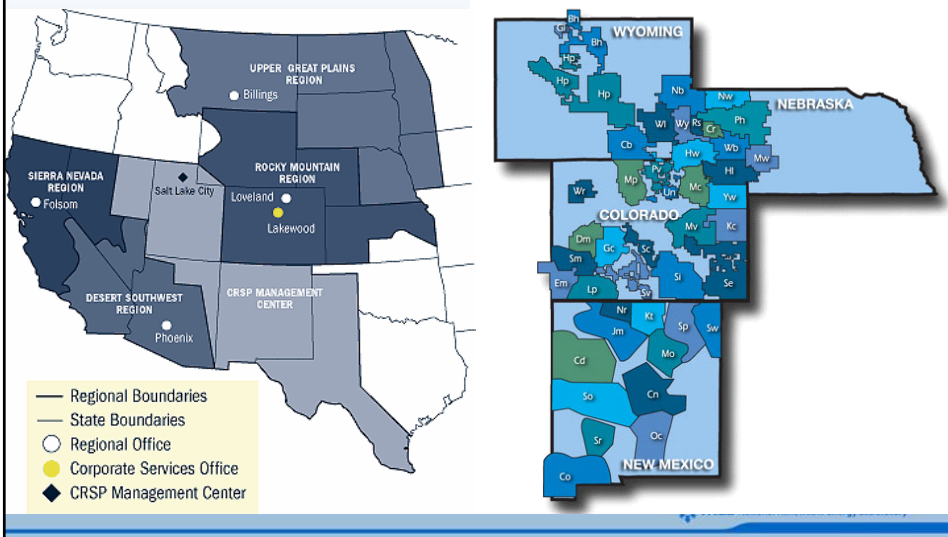 UPPER GREAT PLAINS
REGION
Billings
ROCKY MOUNTAIN
REGION
Loveland
Lakewood
SIERRA NEVADA
REGION
Folsom
Salt Lake City
DESERT SOUTHWEST
REGION
Phoenix
CRSP MANAGEMENT
CENTER
Regional Boundaries
State Boundaries
Regional Office
Corporate Services Office
CRSP Management Center
WYOMING
Bh
Bh
Hp
Hp
Hp
NEBRASKA
Nb
Nw
Wl
Wy
Rs
Cr
Ph
Cb
Hw
Wb
Mw
Hl
COLORADO
Mp
Pv
Un
Mc
Wr
Yw
Mv
Kc
Dm
Gc
Sc
Sm
Em
Lp
Sv
Si
Se
NEW MEXICO
Nr
Jm
Kt
Sp
Sw
Cd
Mo
So
Cn
Sr
Oc
Co